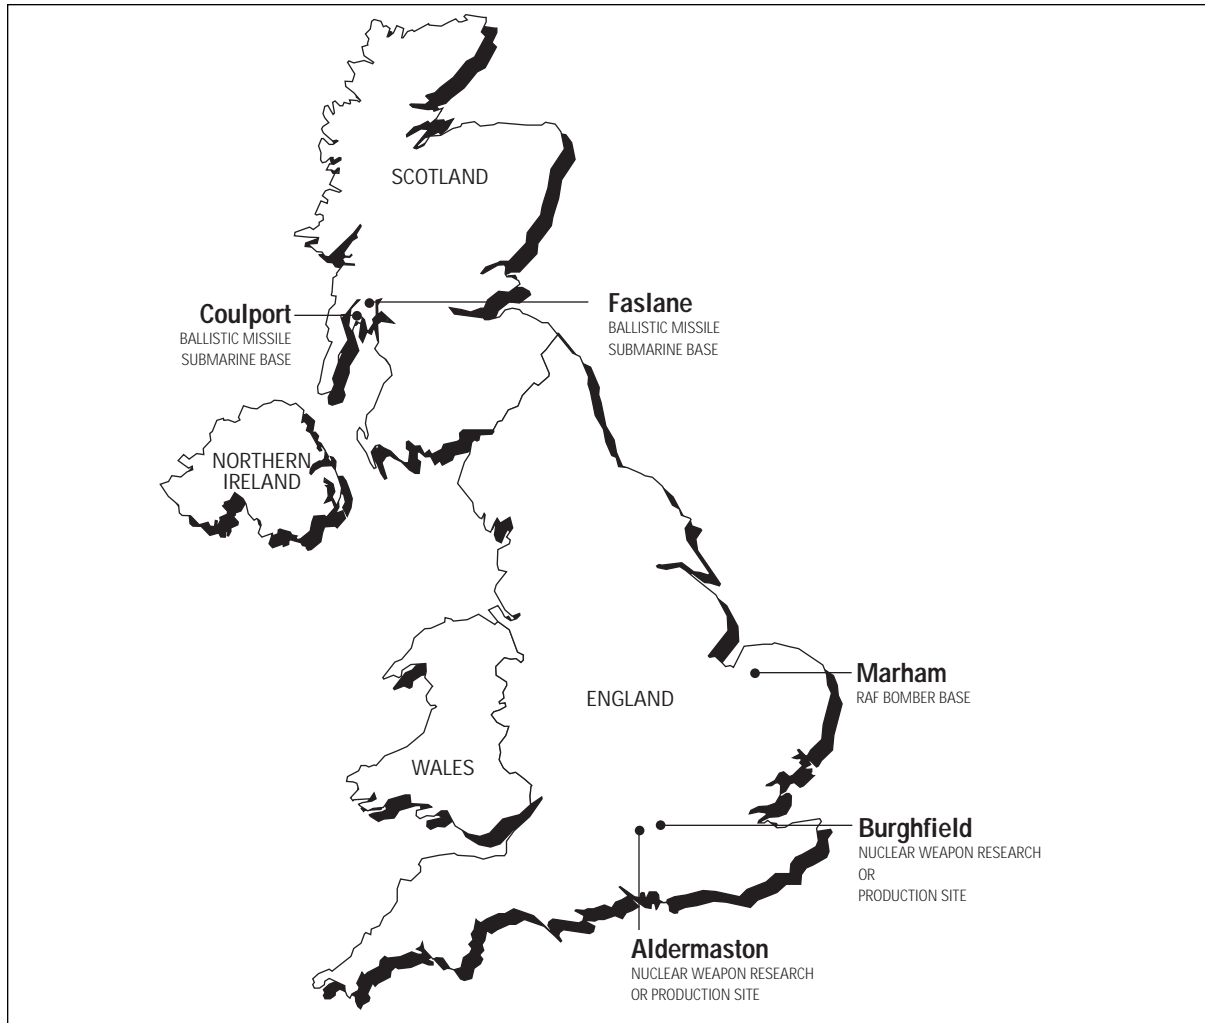 SCOTLAND
Coulport
BALLISTIC MISSILE
SUBMARINE BASE
Faslane
BALLISTIC MISSILE
SUBMARINE BASE
NORTHERN
IRELAND
ENGLAND
Marham
RAF BOMBER BASE
WALES
Burghfield
NUCLEAR WEAPON RESEARCH
OR
PRODUCTION SITE
Aldermaston
NUCLEAR WEAPON RESEARCH
OR PRODUCTION SITE